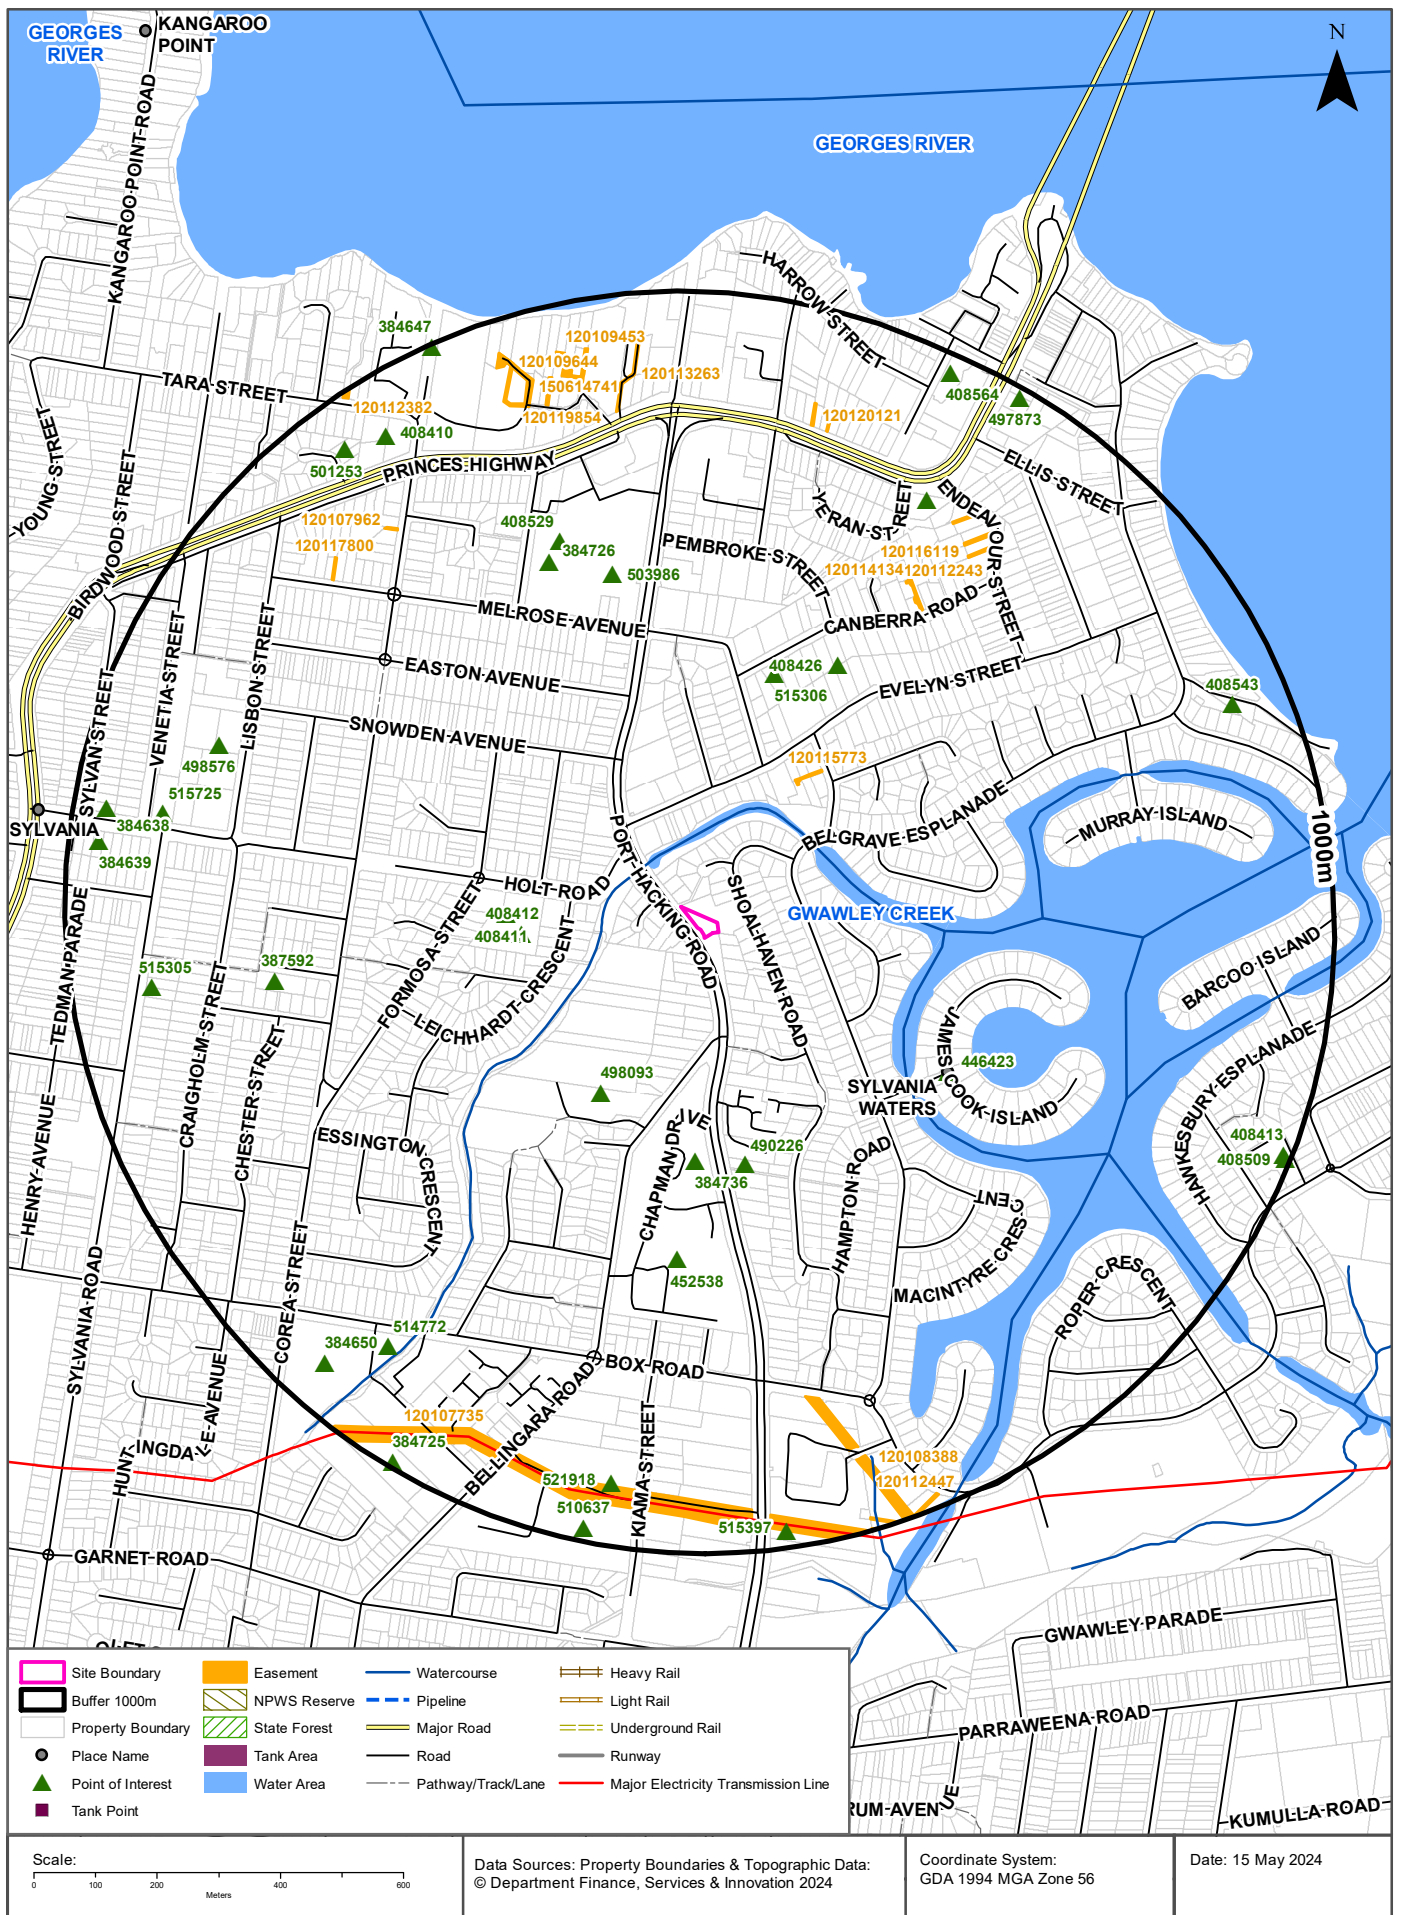 GEORGES
RIVER
KANGAROO
POINT
N
KANGAROO POINT ROAD
GEORGES RIVER
HARROW STREET
384647
120109453
120109644
120113263
150614741
TARA STREET
120112382
120119854
408564
497873
120120121
408410
501253
PRINCES HIGHWAY
YOUNG STREET
BIRDWOOD STREET
ELLIS STREET
ENDEAVOUR STREET
YERAN STREET
408529
120107962
384726
120117800
503986
PEMBROKE STREET
120116119
120114134
120112243
MELROSE AVENUE
CANBERRA ROAD
EASTON AVENUE
408426
515306
EVELYN STREET
408543
SYLVAN STREET
VENETIA STREET
LISBON STREET
SNOWDEN AVENUE
498576
120115773
515725
SYLVANIA
384638
384639
PORT HACKING ROAD
BELGRAVE ESPLANADE
MURRAY ISLAND
1000m
HOLT ROAD
SHOALHAVEN ROAD
GWAWLEY CREEK
408412
408411
TEDMAN PARADE
FORMOSA STREET
BARCOO ISLAND
515305
387592
LEICHHARDT CRESCENT
CRAIGHOLM STREET
CHESTER STREET
JAMES COOK ISLAND
446423
HAWKESBURY ESPLANADE
498093
SYLVANIA
WATERS
HENRY AVENUE
ESSINGTON CRESCENT
CHAPMAN DRIVE
490226
384736
HAMPTON ROAD
408413
408509
MACINTYRE CRESCENT
452538
ROPER CRESCENT
SYLVANIA ROAD
COREA STREET
514772
384650
BOX ROAD
120107735
384725
BELLINGARA ROAD
KIAMA STREET
HUNT
INGDALE AVENUE
120108388
120112447
521918
510637
515397
GARNET ROAD
GWAWLEY PARADE
PARRAWEENA ROAD
RUM AVENUE
KUMULLA ROAD
Site Boundary
Easement
Watercourse
Heavy Rail
Buffer 1000m
NPWS Reserve
Pipeline
Light Rail
Property Boundary
State Forest
Major Road
Underground Rail
Place Name
Tank Area
Road
Runway
Point of Interest
Water Area
Pathway/Track/Lane
Major Electricity Transmission Line
Tank Point
Scale:
0 100 200 400 600
Meters
Data Sources: Property Boundaries & Topographic Data:
© Department Finance, Services & Innovation 2024
Coordinate System:
GDA 1994 MGA Zone 56
Date: 15 May 2024